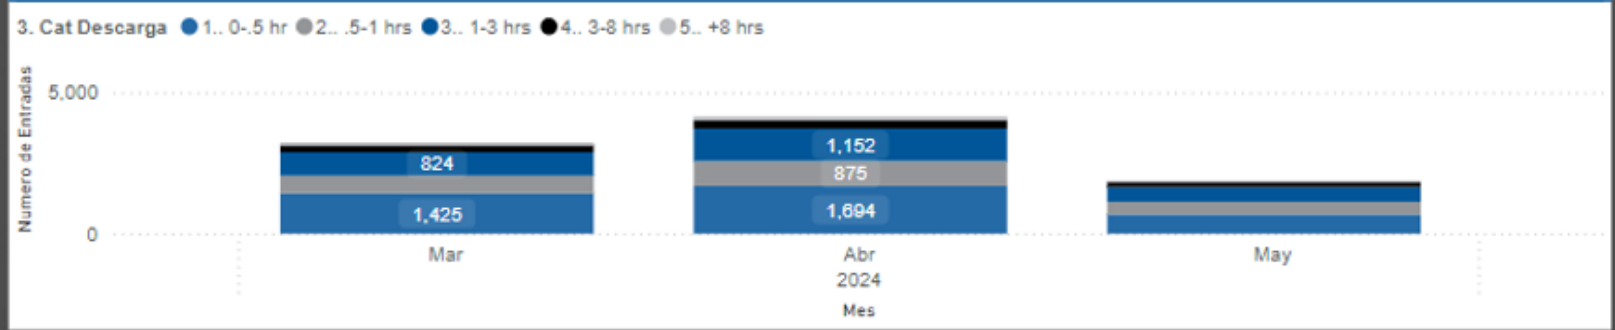 3. Cat Descarga 1.. 0-.5 hr 2.. .5-1 hrs 3.. 1-3 hrs 4.. 3-8 hrs 5.. +8 hrs
Numero de Entradas
5,000
0
824
1,425
1,152
875
1,694
Mar Abr May
2024
Mes